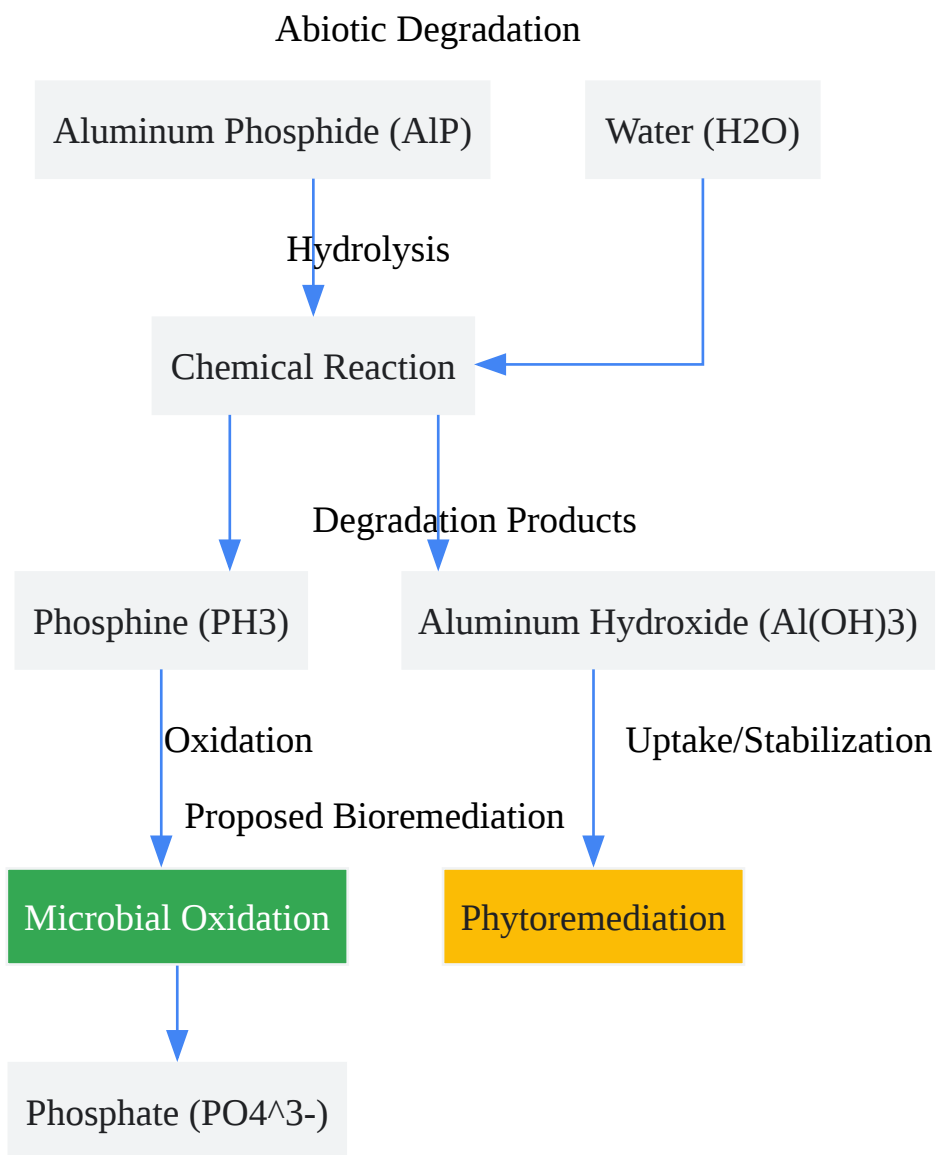 Abiotic Degradation
Aluminum Phosphide (AlP)
Water (H2O)
Hydrolysis
Chemical Reaction
Degradation Products
Phosphine (PH3)
Aluminum Hydroxide (Al(OH)3)
Oxidation
Uptake/Stabilization
Proposed Bioremediation
Microbial Oxidation
Phytoremediation
Phosphate (PO4^3-)